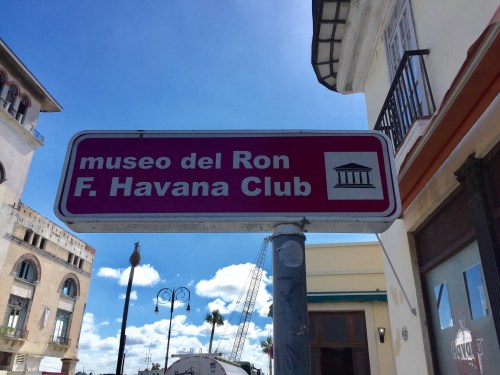 museo del Ron
F. Havana Club